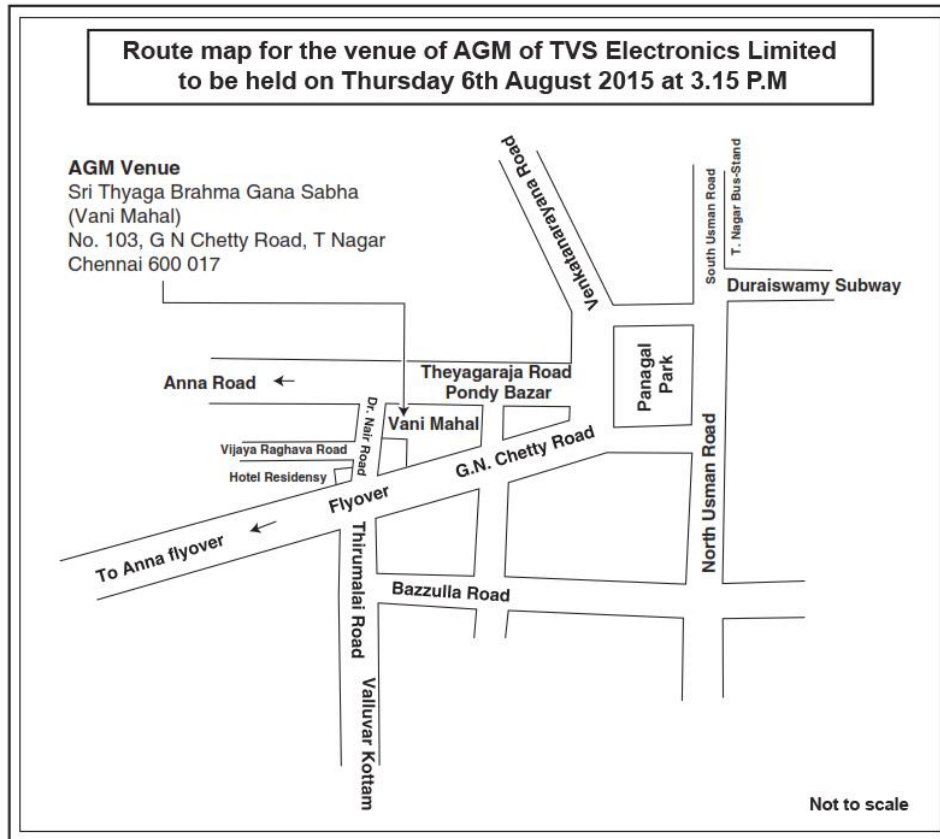 Route map for the venue of AGM of TVS Electronics Limited
to be held on Thursday 6th August 2015 at 3.15 P.M
AGM Venue
Sri Thyaga Brahma Gana Sabha
(Vani Mahal)
No. 103, G N Chetty Road, T Nagar
Chennai 600 017
Venkatanarayana Road
South Usman Road
T. Nagar Bus-Stand
Duraiswamy Subway
Panagal
Park
Theyagaraja Road
Pondy Bazar
Anna Road
Dr. Nair Road
Vani Mahal
Vijaya Raghava Road
Hotel Residensy
G.N. Chetty Road
Flyover
To Anna flyover
North Usman Road
Thirumalai Road
Bazzulla Road
Valluvar Kottam
Not to scale